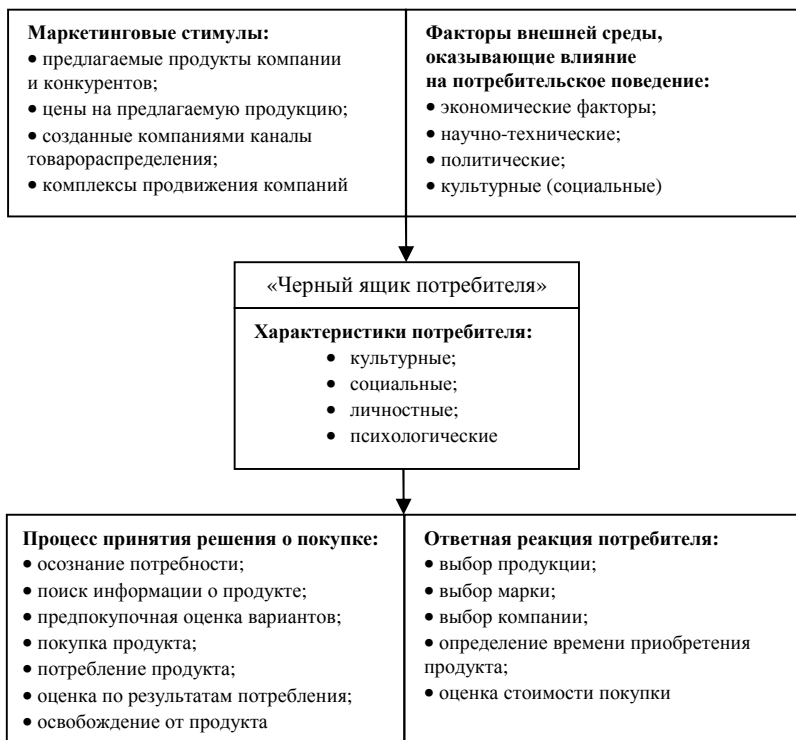 Маркетинговые стимулы:
• предлагаемые продукты компании
и конкурентов;
• цены на предлагаемую продукцию;
• созданные компаниями каналы
товарораспределения;
• комплексы продвижения компаний
Факторы внешней среды,
оказывающие влияние
на потребительское поведение:
• экономические факторы;
• научно-технические;
• политические;
• культурные (социальные)
«Черный ящик потребителя»
Характеристики потребителя:
• культурные;
• социальные;
• личностные;
• психологические
Процесс принятия решения о покупке:
• осознание потребности;
• поиск информации о продукте;
• предпокупочная оценка вариантов;
• покупка продукта;
• потребление продукта;
• оценка по результатам потребления;
• освобождение от продукта
Ответная реакция потребителя:
• выбор продукции;
• выбор марки;
• выбор компании;
• определение времени приобретения
продукта;
• оценка стоимости покупки